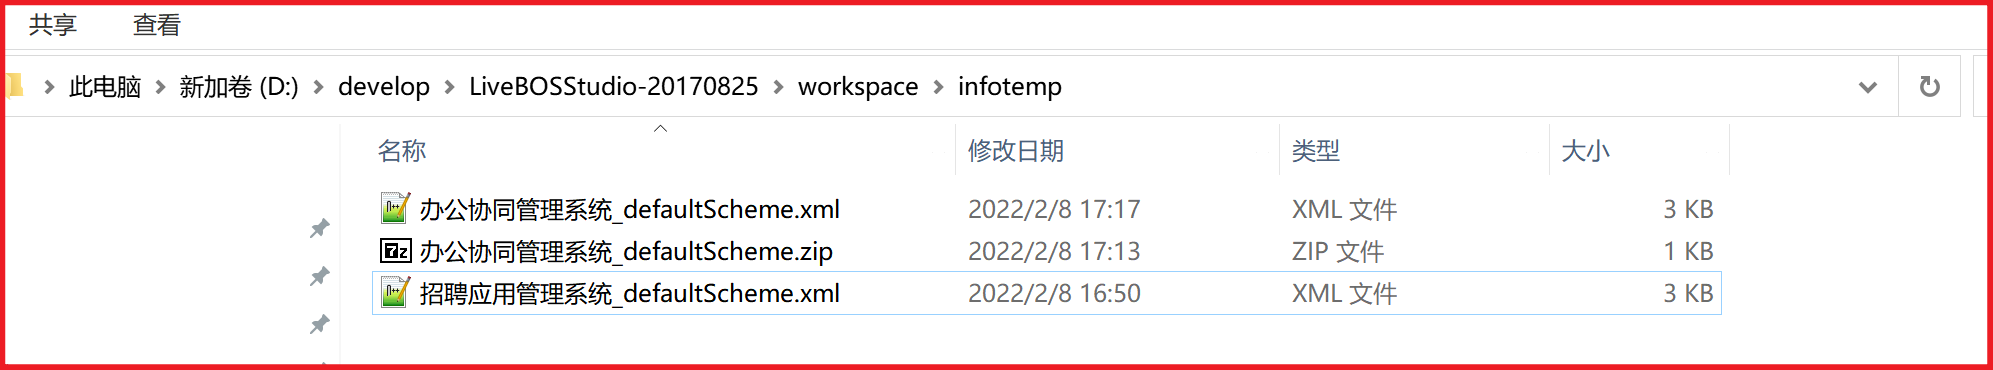 共享 查看
此电脑 新加卷 (D:) develop LiveBOSStudio-20170825 workspace infotemp
名称 修改日期 类型 大小
办公协同管理系统_defaultScheme.xml 2022/2/8 17:17 XML 文件 3 KB
办公协同管理系统_defaultScheme.zip 2022/2/8 17:13 ZIP 文件 1 KB
招聘应用管理系统_defaultScheme.xml 2022/2/8 16:50 XML 文件 3 KB